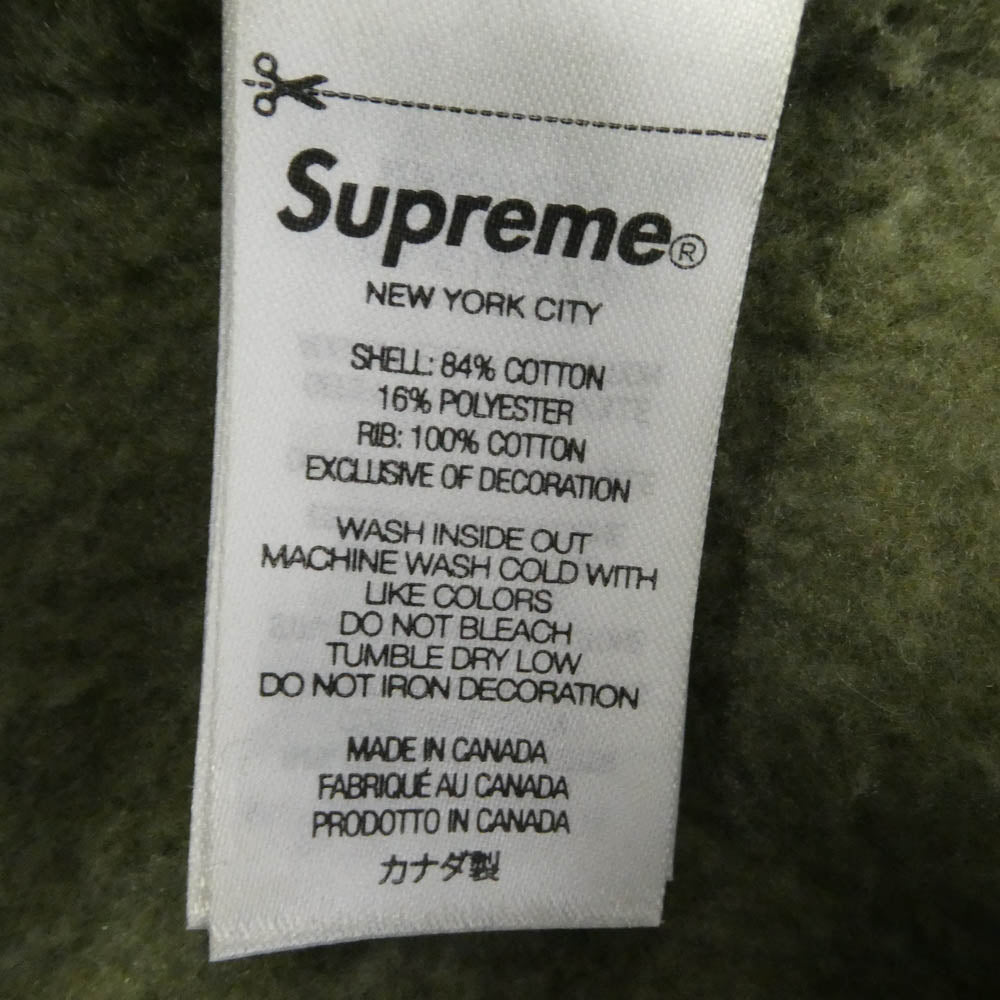 Supreme®
NEW YORK CITY
SHELL: 84% COTTON
16% POLYESTER
RIB: 100% COTTON
EXCLUSIVE OF DECORATION
WASH INSIDE OUT
MACHINE WASH COLD WITH
LIKE COLORS
DO NOT BLEACH
TUMBLE DRY LOW
DO NOT IRON DECORATION
MADE IN CANADA
FABRIQUÉ AU CANADA
PRODOTTO IN CANADA
カナダ製